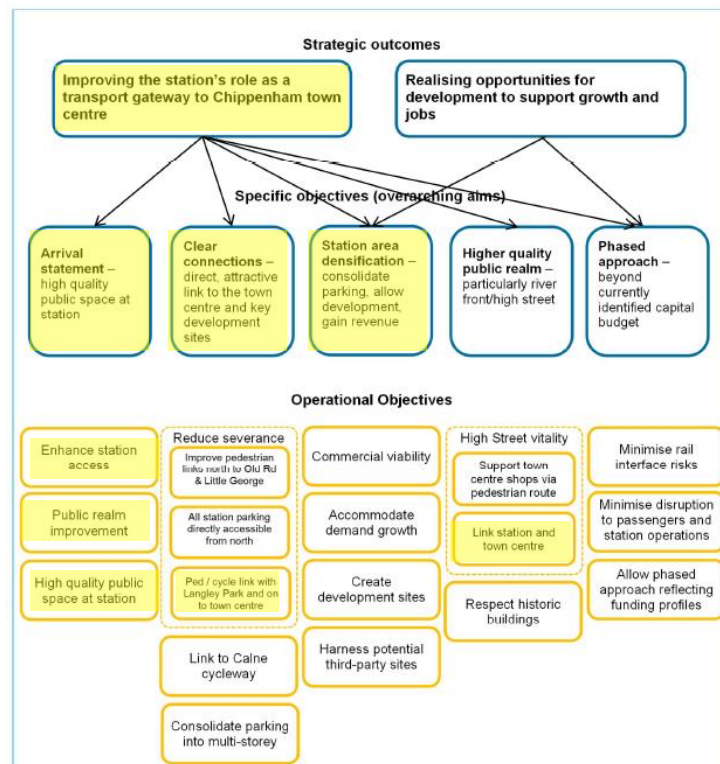 Strategic outcomes
Improving the station's role as a
transport gateway to Chippenham town
centre
Realising opportunities for
development to support growth and
jobs
Specific objectives (overarching aims)
Arrival
statement –
high quality
public space at
station
Clear
connections –
direct, attractive
link to the town
centre and key
development
sites
Station area
densification –
consolidate
parking, allow
development,
gain revenue
Higher quality
public realm –
particularly river
front/high street
Phased
approach –
beyond
currently
identified capital
budget
Operational Objectives
Enhance station
access
Public realm
improvement
High quality public
space at station
Reduce severance
Improve pedestrian
links north to Old Rd
& Little George
All station parking
directly accessible
from north
Ped / cycle link with
Langley Park and on
to town centre
Link to Calne
cycleway
Consolidate parking
into multi-storey
Commercial viability
Accommodate
demand growth
Create
development sites
Harness potential
third-party sites
High Street vitality
Support town
centre shops via
pedestrian route
Link station and
town centre
Respect historic
buildings
Minimise rail
interface risks
Minimise disruption
to passengers and
station operations
Allow phased
approach reflecting
funding profiles